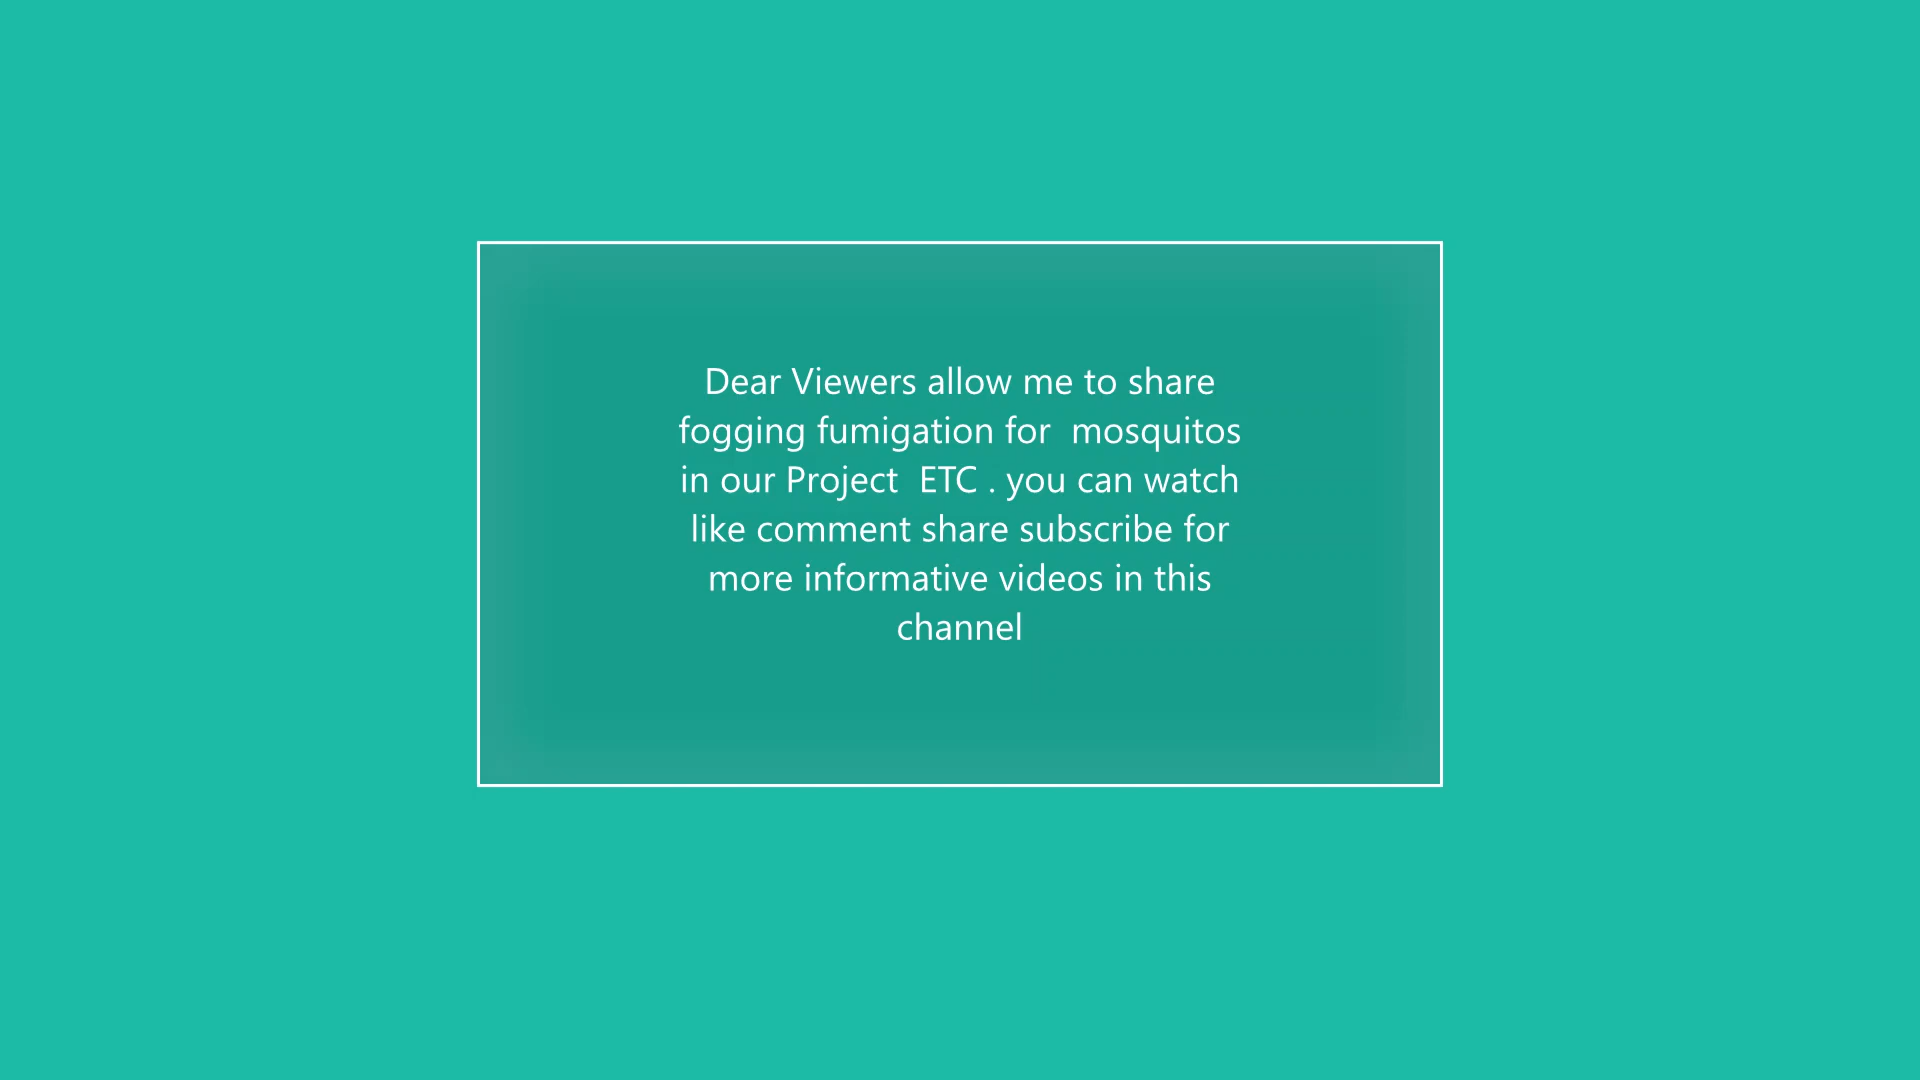 Dear Viewers allow me to share
fogging fumigation for  mosquitos
in our Project  ETC . you can watch
like comment share subscribe for
more informative videos in this
channel